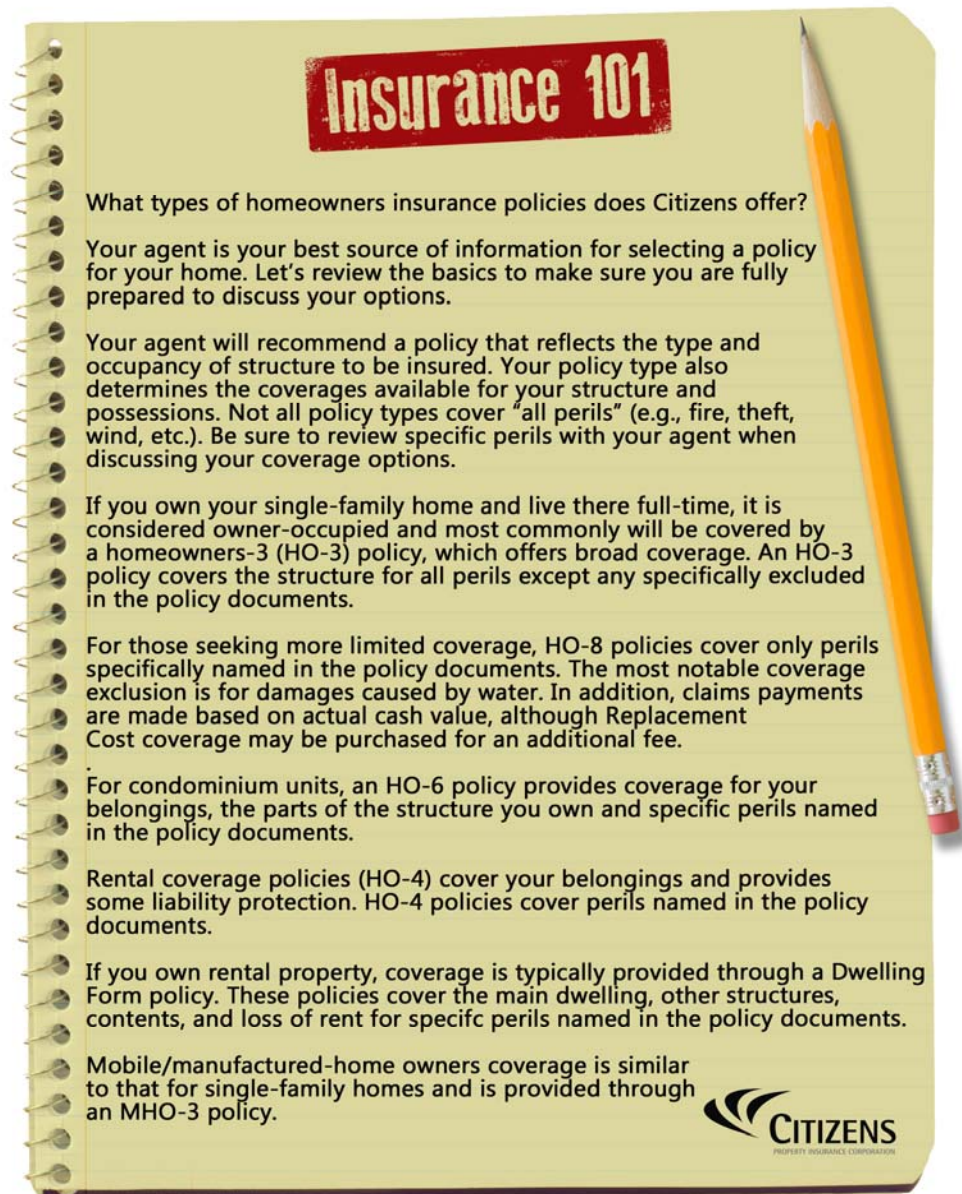 Insurance 101
What types of homeowners insurance policies does Citizens offer?
Your agent is your best source of information for selecting a policy
for your home. Let's review the basics to make sure you are fully
prepared to discuss your options.
Your agent will recommend a policy that reflects the type and
occupancy of structure to be insured. Your policy type also
determines the coverages available for your structure and
possessions. Not all policy types cover "all perils" (e.g., fire, theft,
wind, etc.). Be sure to review specific perils with your agent when
discussing your coverage options.
If you own your single-family home and live there full-time, it is
considered owner-occupied and most commonly will be covered by
a homeowners-3 (HO-3) policy, which offers broad coverage. An HO-3
policy covers the structure for all perils except any specifically excluded
in the policy documents.
For those seeking more limited coverage, HO-8 policies cover only perils
specifically named in the policy documents. The most notable coverage
exclusion is for damages caused by water. In addition, claims payments
are made based on actual cash value, although Replacement
Cost coverage may be purchased for an additional fee.
.
For condominium units, an HO-6 policy provides coverage for your
belongings, the parts of the structure you own and specific perils named
in the policy documents.
Rental coverage policies (HO-4) cover your belongings and provides
some liability protection. HO-4 policies cover perils named in the policy
documents.
If you own rental property, coverage is typically provided through a Dwelling
Form policy. These policies cover the main dwelling, other structures,
contents, and loss of rent for specifc perils named in the policy documents.
Mobile/manufactured-home owners coverage is similar
to that for single-family homes and is provided through
an MHO-3 policy.
CITIZENS
PROPERTY INSURANCE CORPORATION